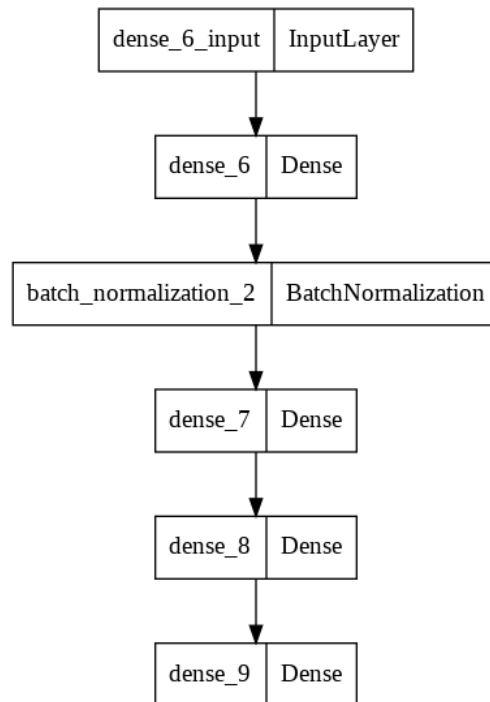 dense_6_input InputLayer
dense_6 Dense
batch_normalization_2 BatchNormalization
dense_7 Dense
dense_8 Dense
dense_9 Dense